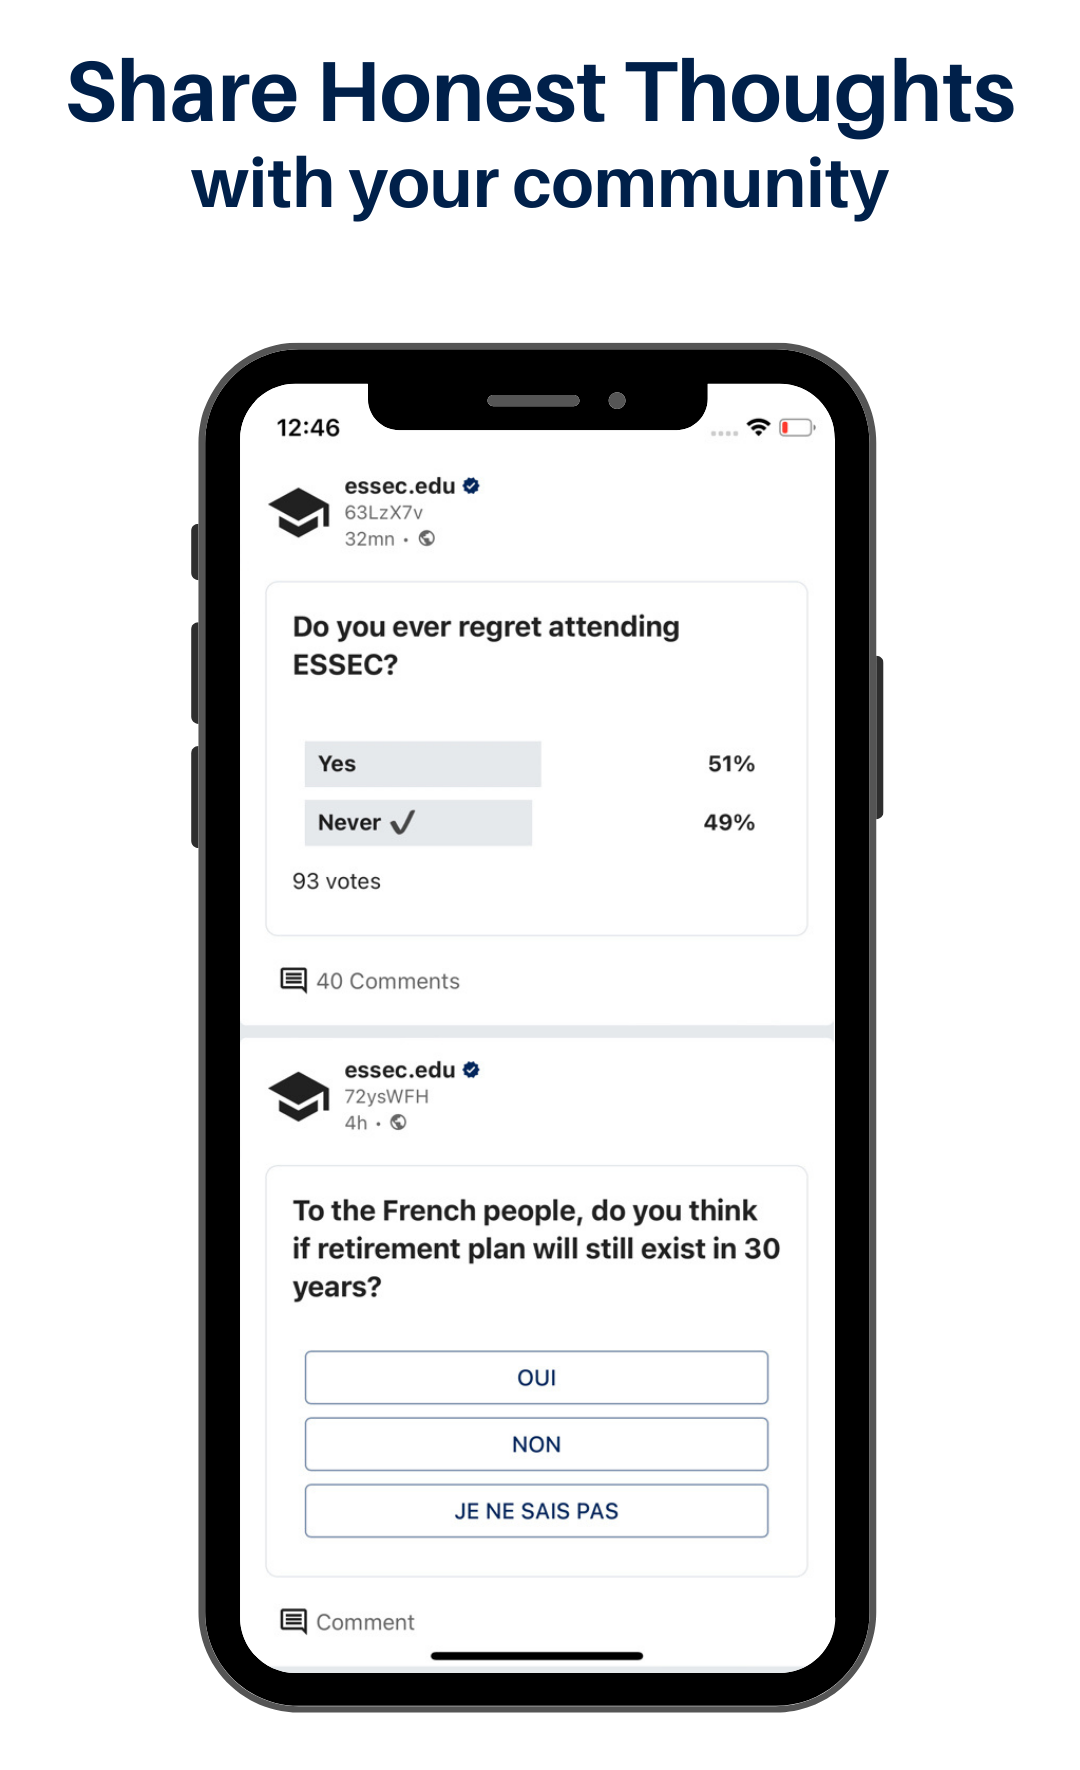 Share Honest Thoughts
with your community
12:46
essec.edu
63LzX7v
32mn •
Do you ever regret attending
ESSEC?
Yes 51%
Never ✓ 49%
93 votes
40 Comments
essec.edu
72ysWFH
4h •
To the French people, do you think
if retirement plan will still exist in 30
years?
OUI
NON
JE NE SAIS PAS
Comment